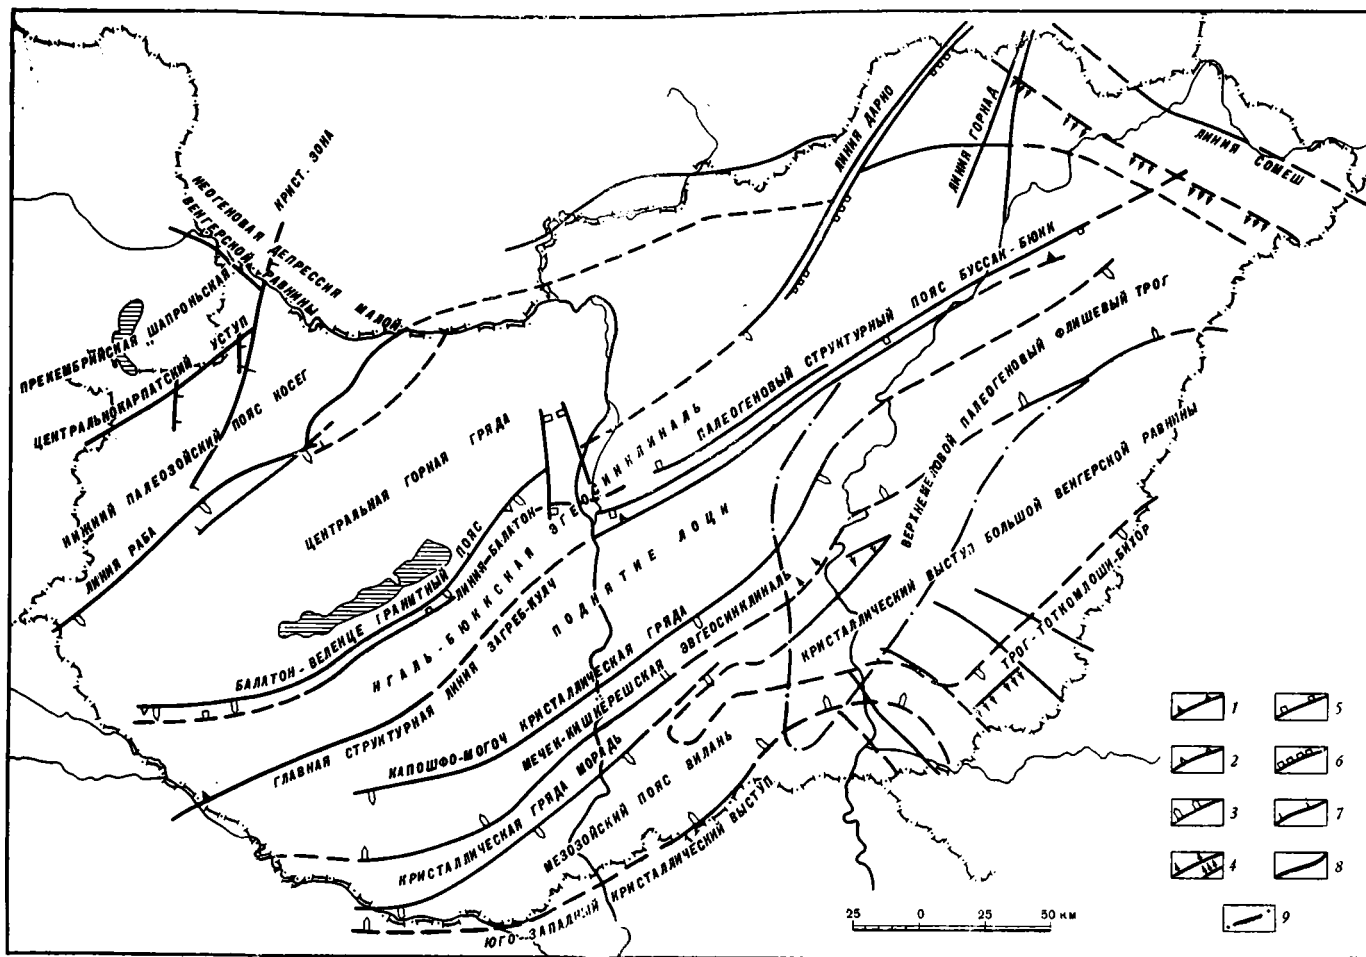 НЕОГЕНОВАЯ ДЕПРЕССИЯ МАЛОЙ
ВЕНГЕРСКОЙ РАВНИНЫ
ПРЕКЕМБРИЙСКАЯ ШАПРОНЬСКАЯ КРИСТ. ЗОНА
ЦЕНТРАЛЬНОКАРПАТСКИЙ УСТУП
НИЖНИЙ ПАЛЕОЗОЙСКИЙ ПОЯС КОСЕГ
ЛИНИЯ РАБА
ЦЕНТРАЛЬНАЯ ГОРНАЯ ГРЯДА
БАЛАТОН-ВЕЛЕНЦЕ ГРАНИТНЫЙ ПОЯС
ЛИНИЯ-БАЛАТОН-
ИГАЛЬ-БЮККСКАЯ ЭГЕОСИНКЛИНАЛЬ
ГЛАВНАЯ СТРУКТУРНАЯ ЛИНИЯ ЗАГРЕБ-КУЛЧ
ПОДНЯТИЕ ЛОЦИ
КАПОШФО-МОГОЧ КРИСТАЛЛИЧЕСКАЯ ГРЯДА
МЕЧЕК-КИШКЕРЕШСКАЯ ЭВГЕОСИНКЛИНАЛЬ
КРИСТАЛЛИЧЕСКАЯ ГРЯДА МОРАДЬ
МЕЗОЗОЙСКИЙ ПОЯС ВИЛАНЬ
ЮГО-ЗАПАДНЫЙ КРИСТАЛЛИЧЕСКИЙ ВЫСТУП
ПАЛЕОГЕНОВЫЙ СТРУКТУРНЫЙ ПОЯС БУССАК-БЮКК
ВЕРХНЕМЕЛОВОЙ ПАЛЕОГЕНОВЫЙ ФЛИШЕВЫЙ ТРОГ
КРИСТАЛЛИЧЕСКИЙ ВЫСТУП БОЛЬШОЙ ВЕНГЕРСКОЙ РАВНИНЫ
ТРОГ-ТОТКОМЛОШИ-БИХОР
ЛИНИЯ ДАРНО
ЛИНИЯ ГОРНАД
ЛИНИЯ СОМЕШ
1
2
3
4
5
6
7
8
9
25 0 25 50 км